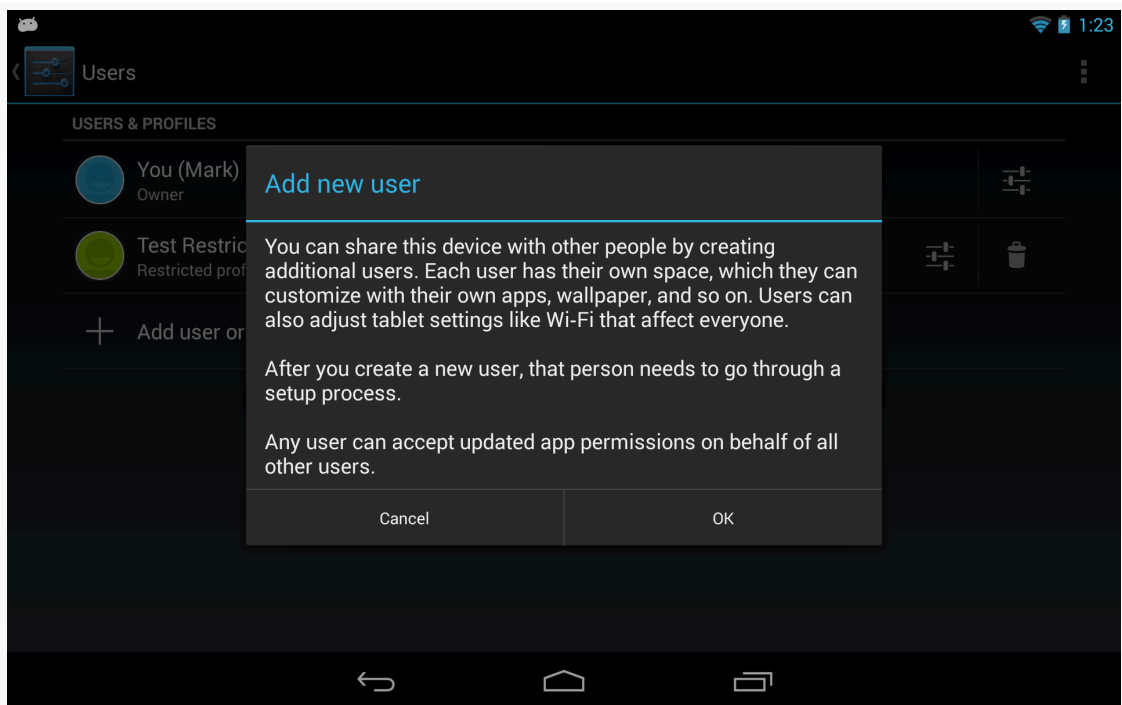 1:23
Users
USERS & PROFILES
You (Mark)
Owner
Test Restric
Restricted prof
Add user or
Add new user
You can share this device with other people by creating
additional users. Each user has their own space, which they can
customize with their own apps, wallpaper, and so on. Users can
also adjust tablet settings like Wi-Fi that affect everyone.
After you create a new user, that person needs to go through a
setup process.
Any user can accept updated app permissions on behalf of all
other users.
Cancel
OK